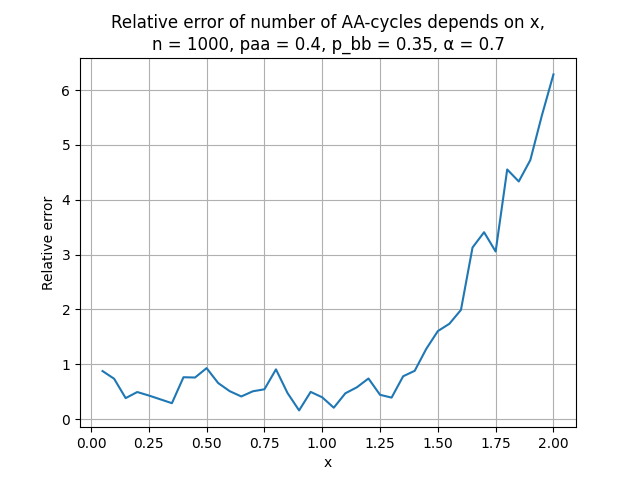 Relative error of number of AA-cycles depends on x,
n = 1000, paa = 0.4, p_bb = 0.35, α = 0.7
6
5
4
3
2
1
0
Relative error
0.00 0.25 0.50 0.75 1.00 1.25 1.50 1.75 2.00
x